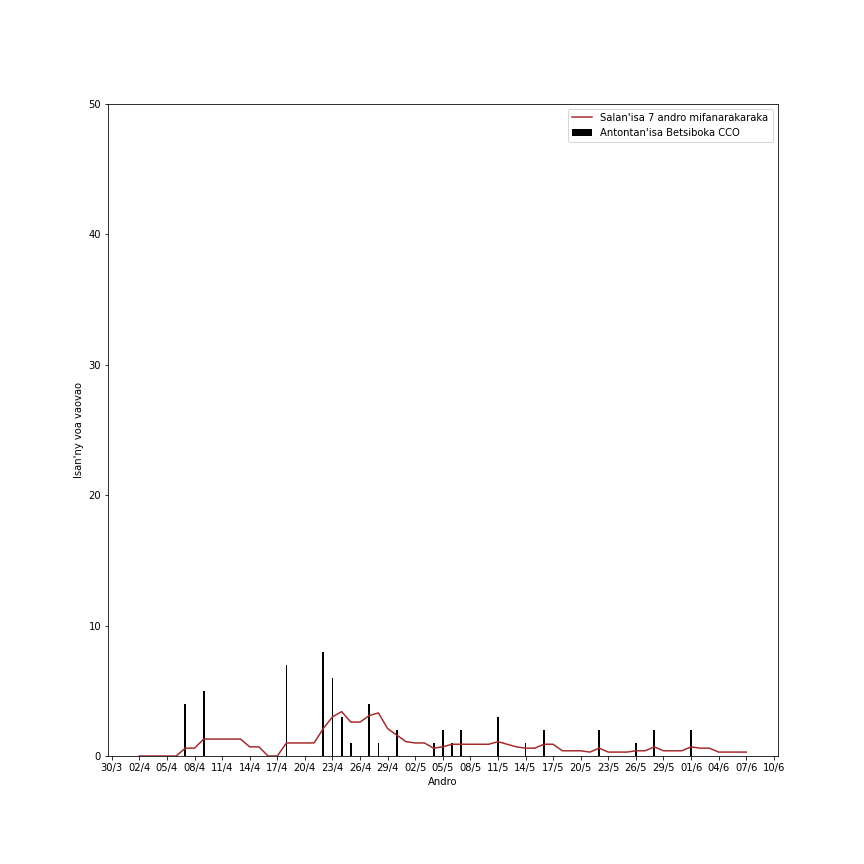 Salan'isa 7 andro mifanarakaraka
Antontan'isa Betsiboka CCO
50
40
30
20
10
0
Isan'ny voa vaovao
30/3 02/4 05/4 08/4 11/4 14/4 17/4 20/4 23/4 26/4 29/4 02/5 05/5 08/5 11/5 14/5 17/5 20/5 23/5 26/5 29/5 01/6 04/6 07/6 10/6
Andro